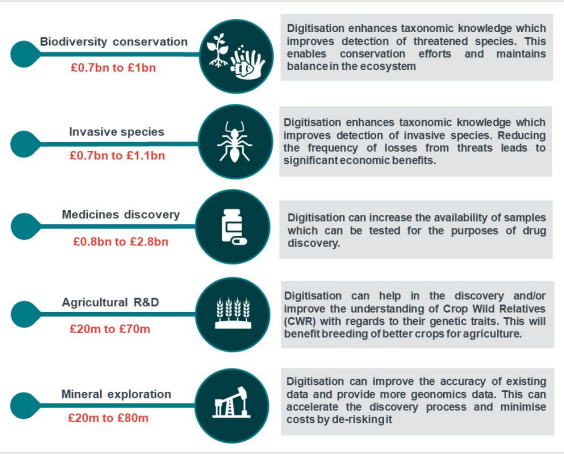 Biodiversity conservation
£0.7bn to £1bn
Digitisation enhances taxonomic knowledge which
improves detection of threatened species. This
enables conservation efforts and maintains
balance in the ecosystem
Invasive species
£0.7bn to £1.1bn
Digitisation enhances taxonomic knowledge which
improves detection of invasive species. Reducing
the frequency of losses from threats leads to
significant economic benefits.
Medicines discovery
£0.8bn to £2.8bn
Digitisation can increase the availability of samples
which can be tested for the purposes of drug
discovery.
Agricultural R&D
£20m to £70m
Digitisation can help in the discovery and/or
improve the understanding of Crop Wild Relatives
(CWR) with regards to their genetic traits. This will
benefit breeding of better crops for agriculture.
Mineral exploration
£20m to £80m
Digitisation can improve the accuracy of existing
data and provide more geonomics data. This can
accelerate the discovery process and minimise
costs by de-risking it